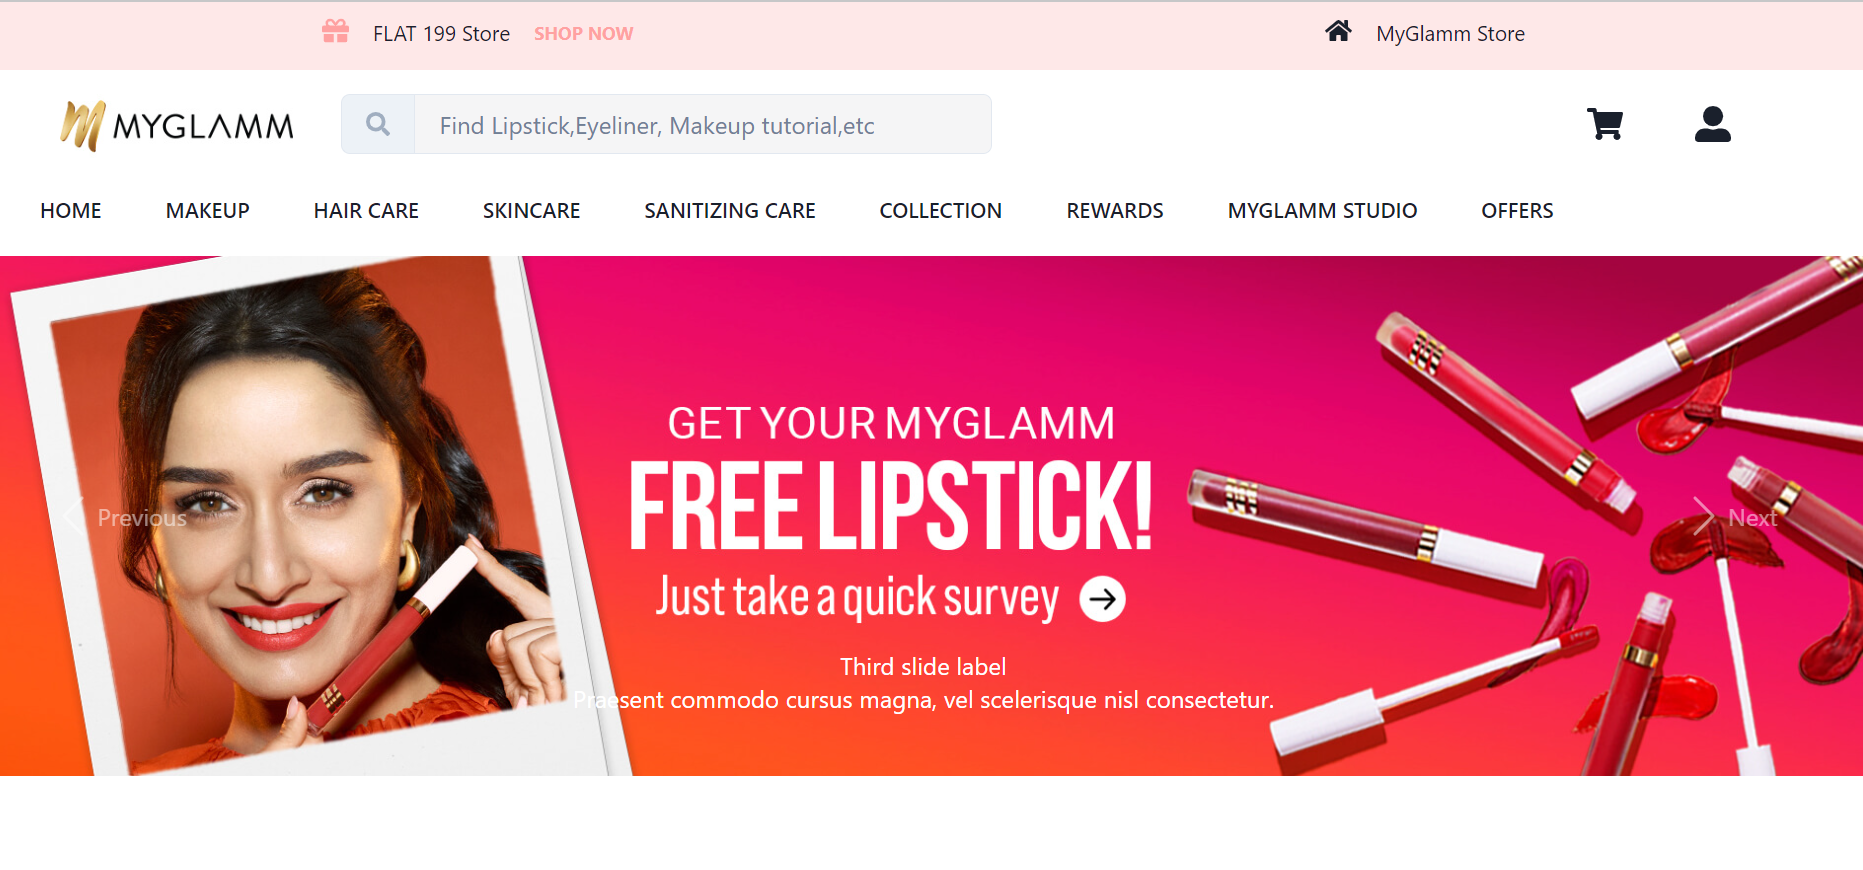 FLAT 199 Store SHOP NOW MyGlamm Store
MYGLAMM
Find Lipstick,Eyeliner, Makeup tutorial,etc
HOME MAKEUP HAIR CARE SKINCARE SANITIZING CARE COLLECTION REWARDS MYGLAMM STUDIO OFFERS
GET YOUR MYGLAMM
FREE LIPSTICK!
Previous
Next
Just take a quick survey
Third slide label
Praesent commodo cursus magna, vel scelerisque nisl consectetur.